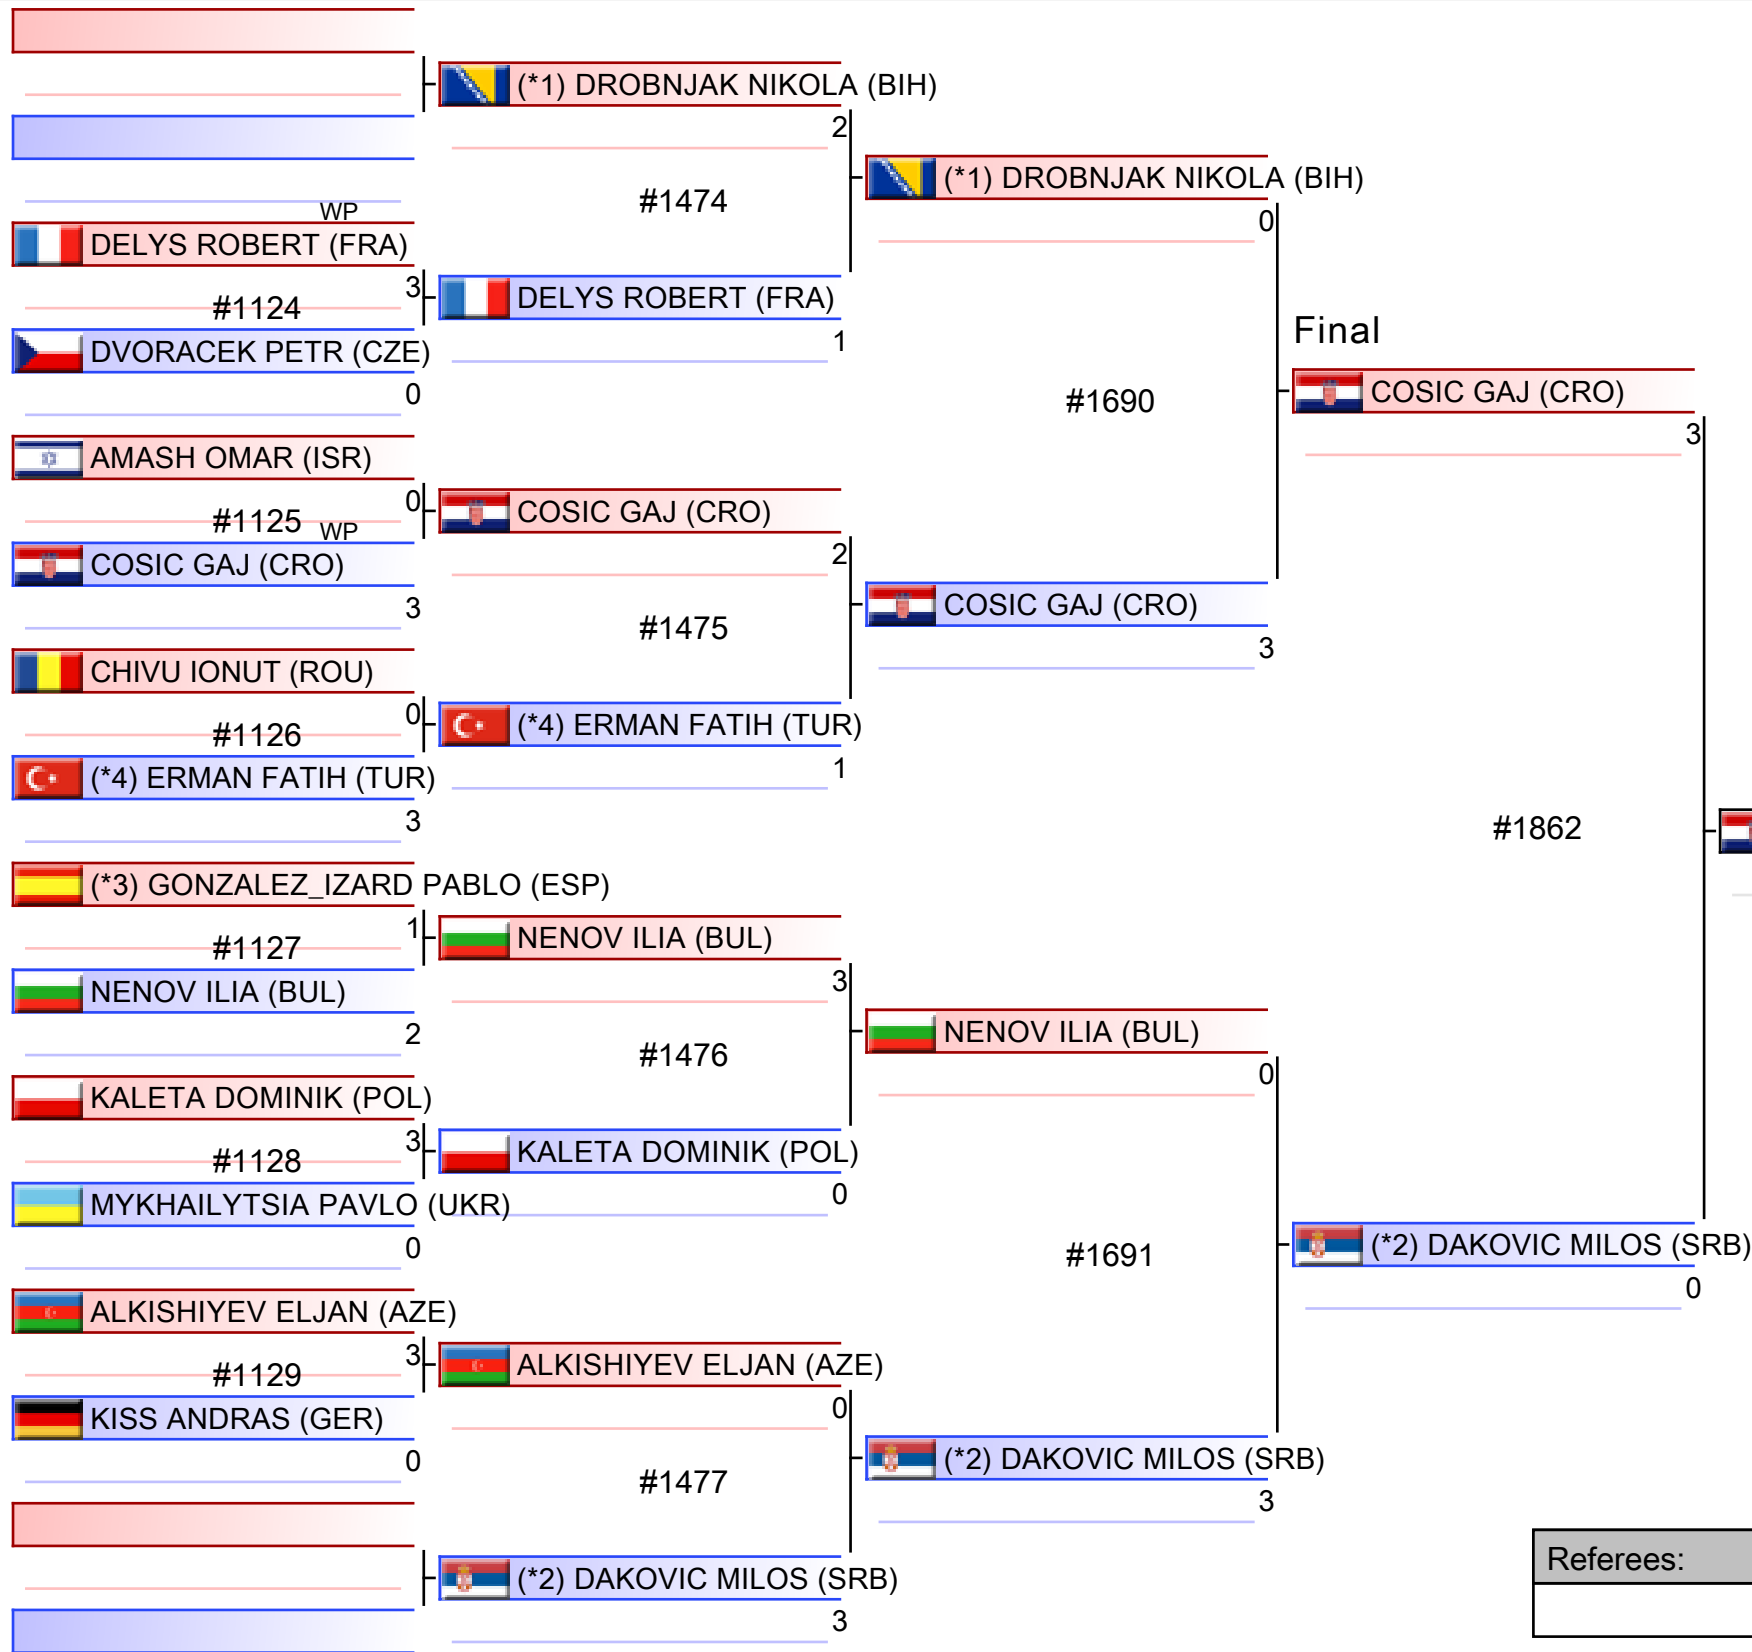 (*1) DROBNJAK NIKOLA (BIH)
2
#1474
WP
DELYS ROBERT (FRA)
3
#1124
DVORACEK PETR (CZE)
0
DELYS ROBERT (FRA)
1
AMASH OMAR (ISR)
0
#1125
WP
COSIC GAJ (CRO)
3
COSIC GAJ (CRO)
2
#1475
CHIVU IONUT (ROU)
0
#1126
(*4) ERMAN FATIH (TUR)
3
(*4) ERMAN FATIH (TUR)
1
(*3) GONZALEZ_IZARD PABLO (ESP)
1
#1127
NENOV ILIA (BUL)
2
NENOV ILIA (BUL)
3
#1476
KALETA DOMINIK (POL)
3
#1128
MYKHAILYTSIA PAVLO (UKR)
0
KALETA DOMINIK (POL)
0
ALKISHIYEV ELJAN (AZE)
3
#1129
KISS ANDRAS (GER)
0
ALKISHIYEV ELJAN (AZE)
0
#1477
(*2) DAKOVIC MILOS (SRB)
3
(*1) DROBNJAK NIKOLA (BIH)
0
#1690
COSIC GAJ (CRO)
3
NENOV ILIA (BUL)
0
#1691
(*2) DAKOVIC MILOS (SRB)
3
Final
COSIC GAJ (CRO)
3
#1862
(*2) DAKOVIC MILOS (SRB)
0
Referees: